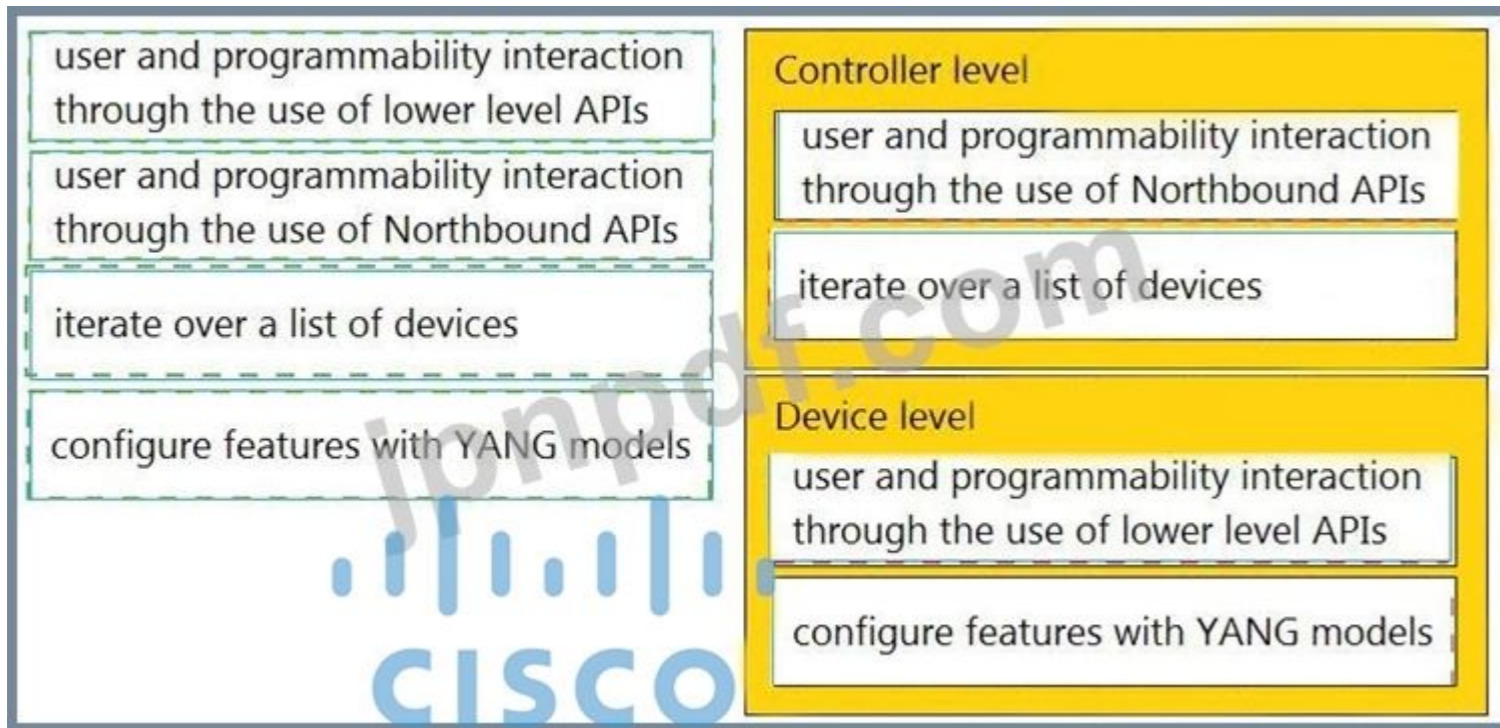 user and programmability interaction
through the use of lower level APIs
user and programmability interaction
through the use of Northbound APIs
iterate over a list of devices
configure features with YANG models
Controller level
user and programmability interaction
through the use of Northbound APIs
iterate over a list of devices
Device level
user and programmability interaction
through the use of lower level APIs
configure features with YANG models
jpnpdf.com
CISCO